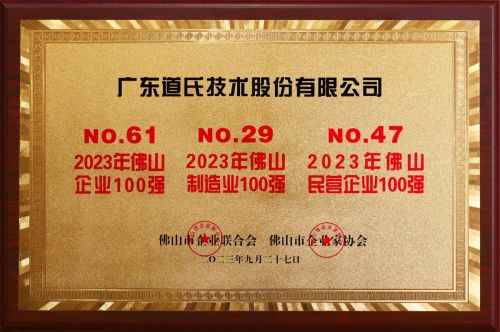 广东道氏技术股份有限公司
NO.61 NO.29 NO.47
2023年佛山 2023年佛山 2023年佛山
企业100强 制造业100强 民营企业100强
佛山市企业联合会 佛山市企业家协会
〇二三年九月二十七日